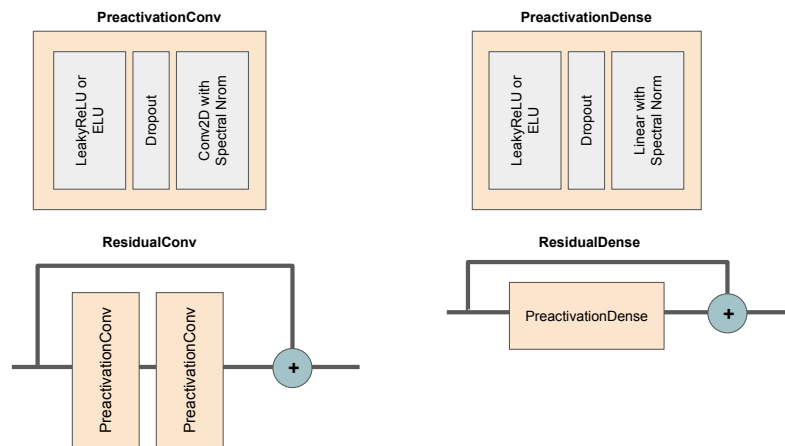 PreactivationConv
LeakyReLU or
ELU
Dropout
Conv2D with
Spectral Nrom
PreactivationDense
LeakyReLU or
ELU
Dropout
Linear with
Spectral Norm
ResidualConv
PreactivationConv
PreactivationConv
+
ResidualDense
PreactivationDense
+